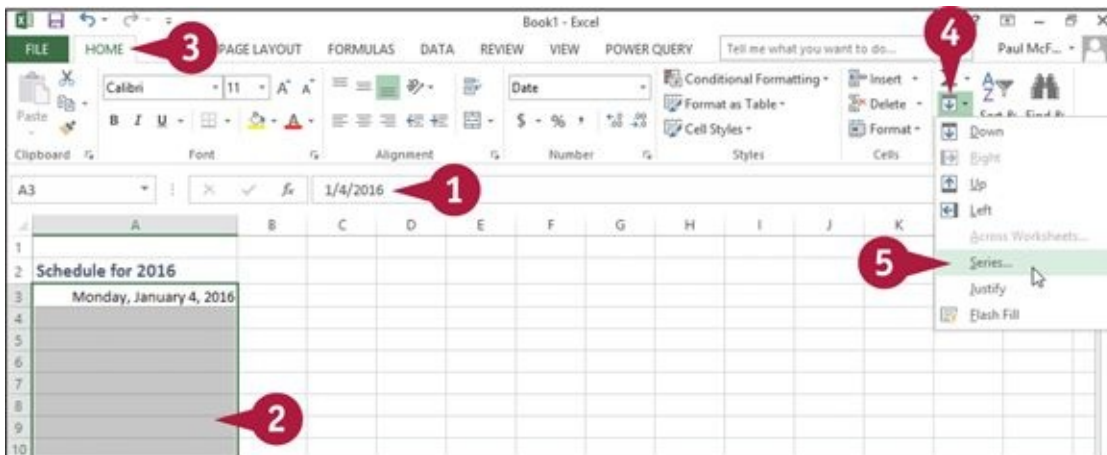 Book1 - Excel
FILE HOME 3 PAGE LAYOUT FORMULAS DATA REVIEW VIEW POWER QUERY Tell me what you want to do... 4 Paul McF...
Calibri 11 A A Date Conditional Formatting Insert
Paste B I U A $ % , Format as Table Delete
Cell Styles Format
Clipboard Font Alignment Number Styles Cells
Down
Right
Up
Left
Across Worksheets...
5 Series...
Justify
Flash Fill
A3 fx 1/4/2016 1
A B C D E F G H I J K
1
2 Schedule for 2016
3 Monday, January 4, 2016
4
5
6
7
8
9 2
10